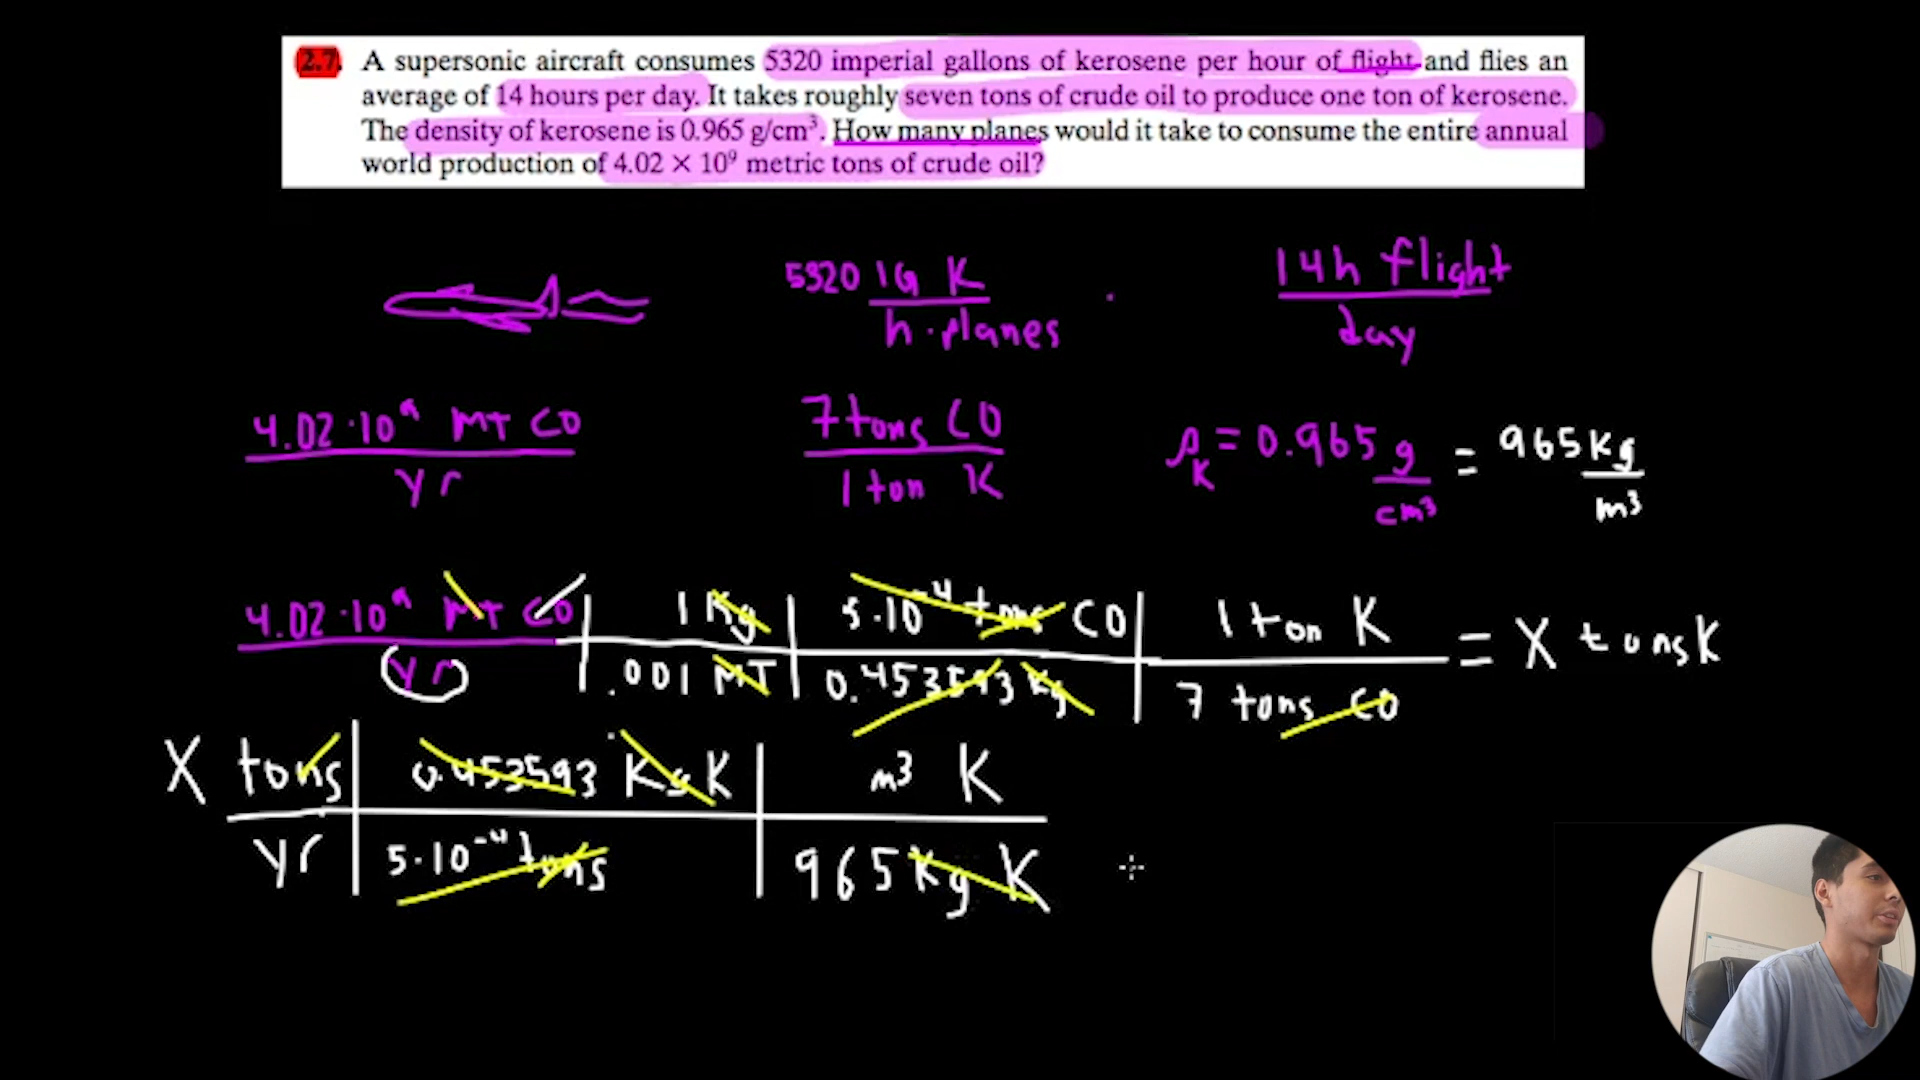 2.7. A supersonic aircraft consumes 5320 imperial gallons of kerosene per hour of flight and flies an
average of 14 hours per day. It takes roughly seven tons of crude oil to produce one ton of kerosene.
The density of kerosene is 0.965 g/cm³. How many planes would it take to consume the entire annual
world production of 4.02 × 10⁹ metric tons of crude oil?
5320 IG K
h · planes
·
14h flight
day
4.02·10⁹ MT CO
yr
7 tons CO
1 ton K
ρK = 0.965 g
cm³
= 965 Kg
m³
4.02·10⁹ MT CO | 1 Kg | 5·10⁻⁴ tons CO | 1 ton K = X tons K
yr | .001 MT | 0.453593 Kg | 7 tons CO
X tons | 0.453593 Kg K | m³ K
yr | 5·10⁻⁴ tons | 965 Kg K